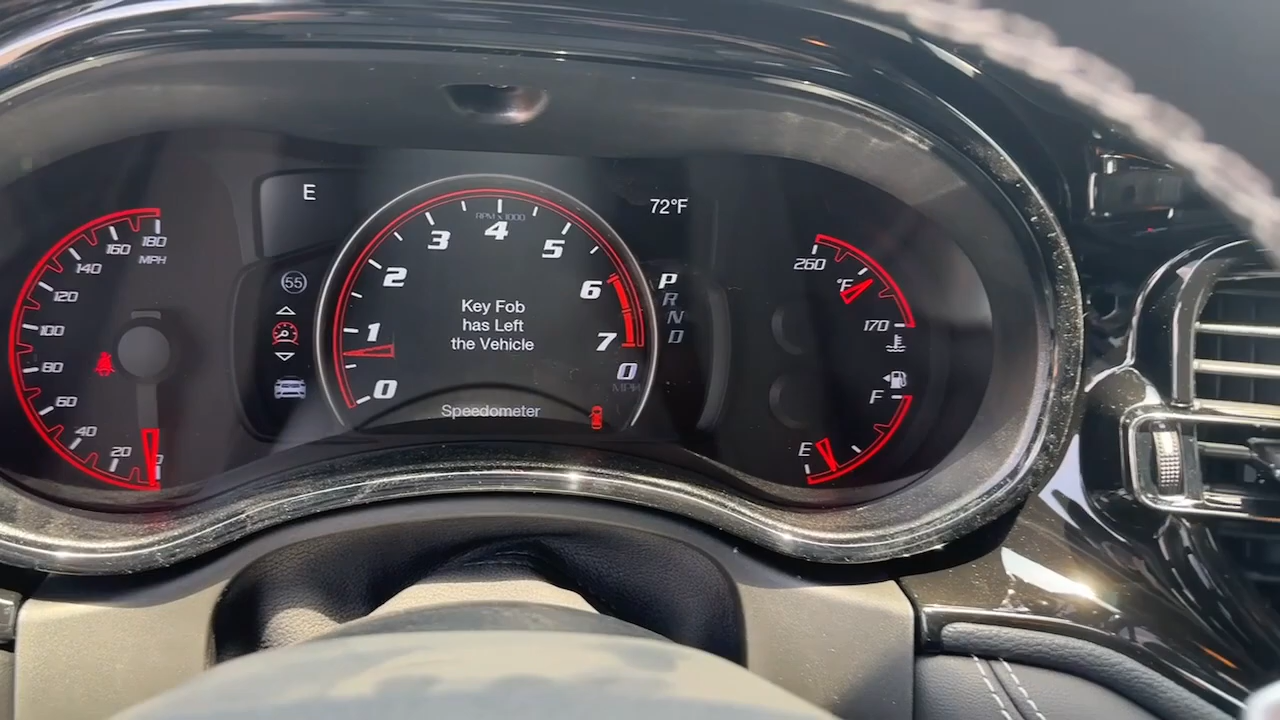 E
72°F
180
160
MPH
140
120
100
80
60
40
20
55
RPM x 1000
0
1
2
3
4
5
6
7
Key Fob
has Left
the Vehicle
Speedometer
0
MPH
P
R
N
D
260
°F
170
F
E